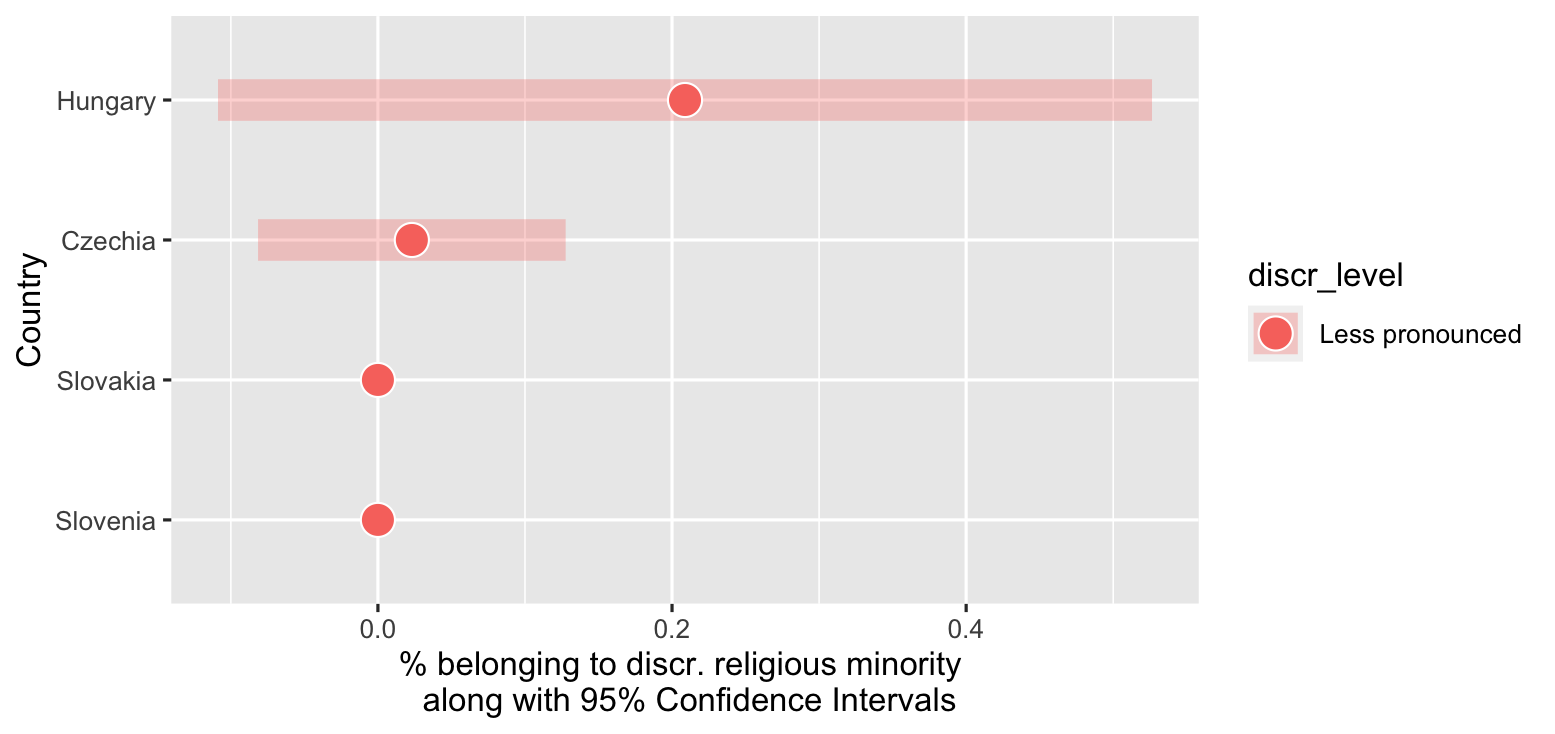 Hungary
Czechia
Slovakia
Slovenia
Country
0.0
0.2
0.4
% belonging to discr. religious minority
along with 95% Confidence Intervals
discr_level
Less pronounced